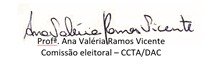 Ana Valéria Ramos Vicente
Profª. Ana Valéria Ramos Vicente
Comissão eleitoral – CCTA/DAC